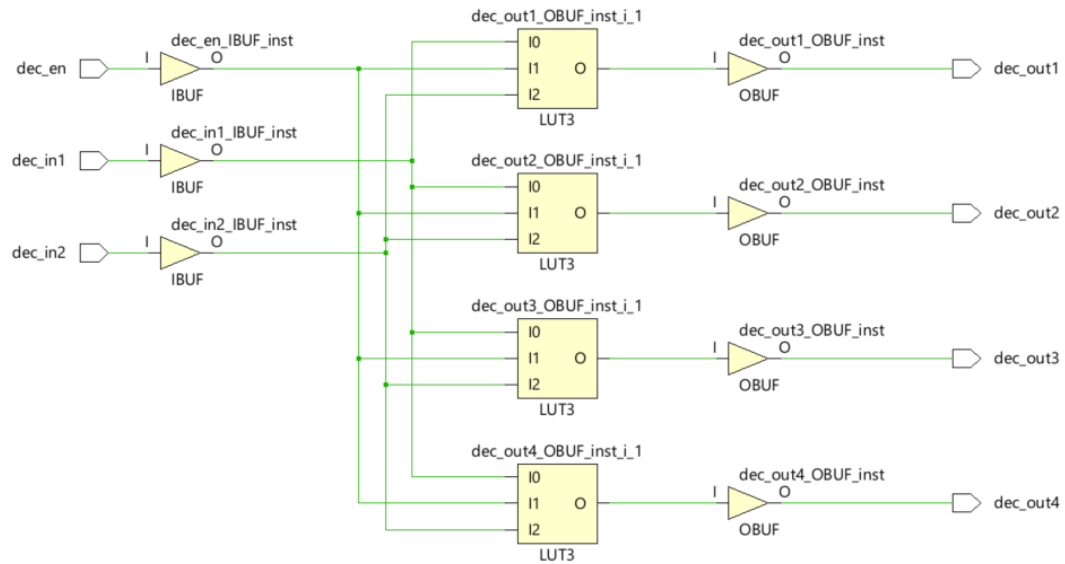 dec_out1_OBUF_inst_i_1
dec_en_IBUF_inst
dec_out1_OBUF_inst
I0
dec_en
I
O
I1
O
I
O
dec_out1
IBUF
I2
OBUF
LUT3
dec_in1_IBUF_inst
dec_in1
I
O
IBUF
dec_out2_OBUF_inst_i_1
dec_out2_OBUF_inst
I0
I1
O
I
O
dec_out2
I2
OBUF
LUT3
dec_in2_IBUF_inst
dec_in2
I
O
IBUF
dec_out3_OBUF_inst_i_1
dec_out3_OBUF_inst
I0
I1
O
I
O
dec_out3
I2
OBUF
LUT3
dec_out4_OBUF_inst_i_1
dec_out4_OBUF_inst
I0
I1
O
I
O
dec_out4
I2
OBUF
LUT3